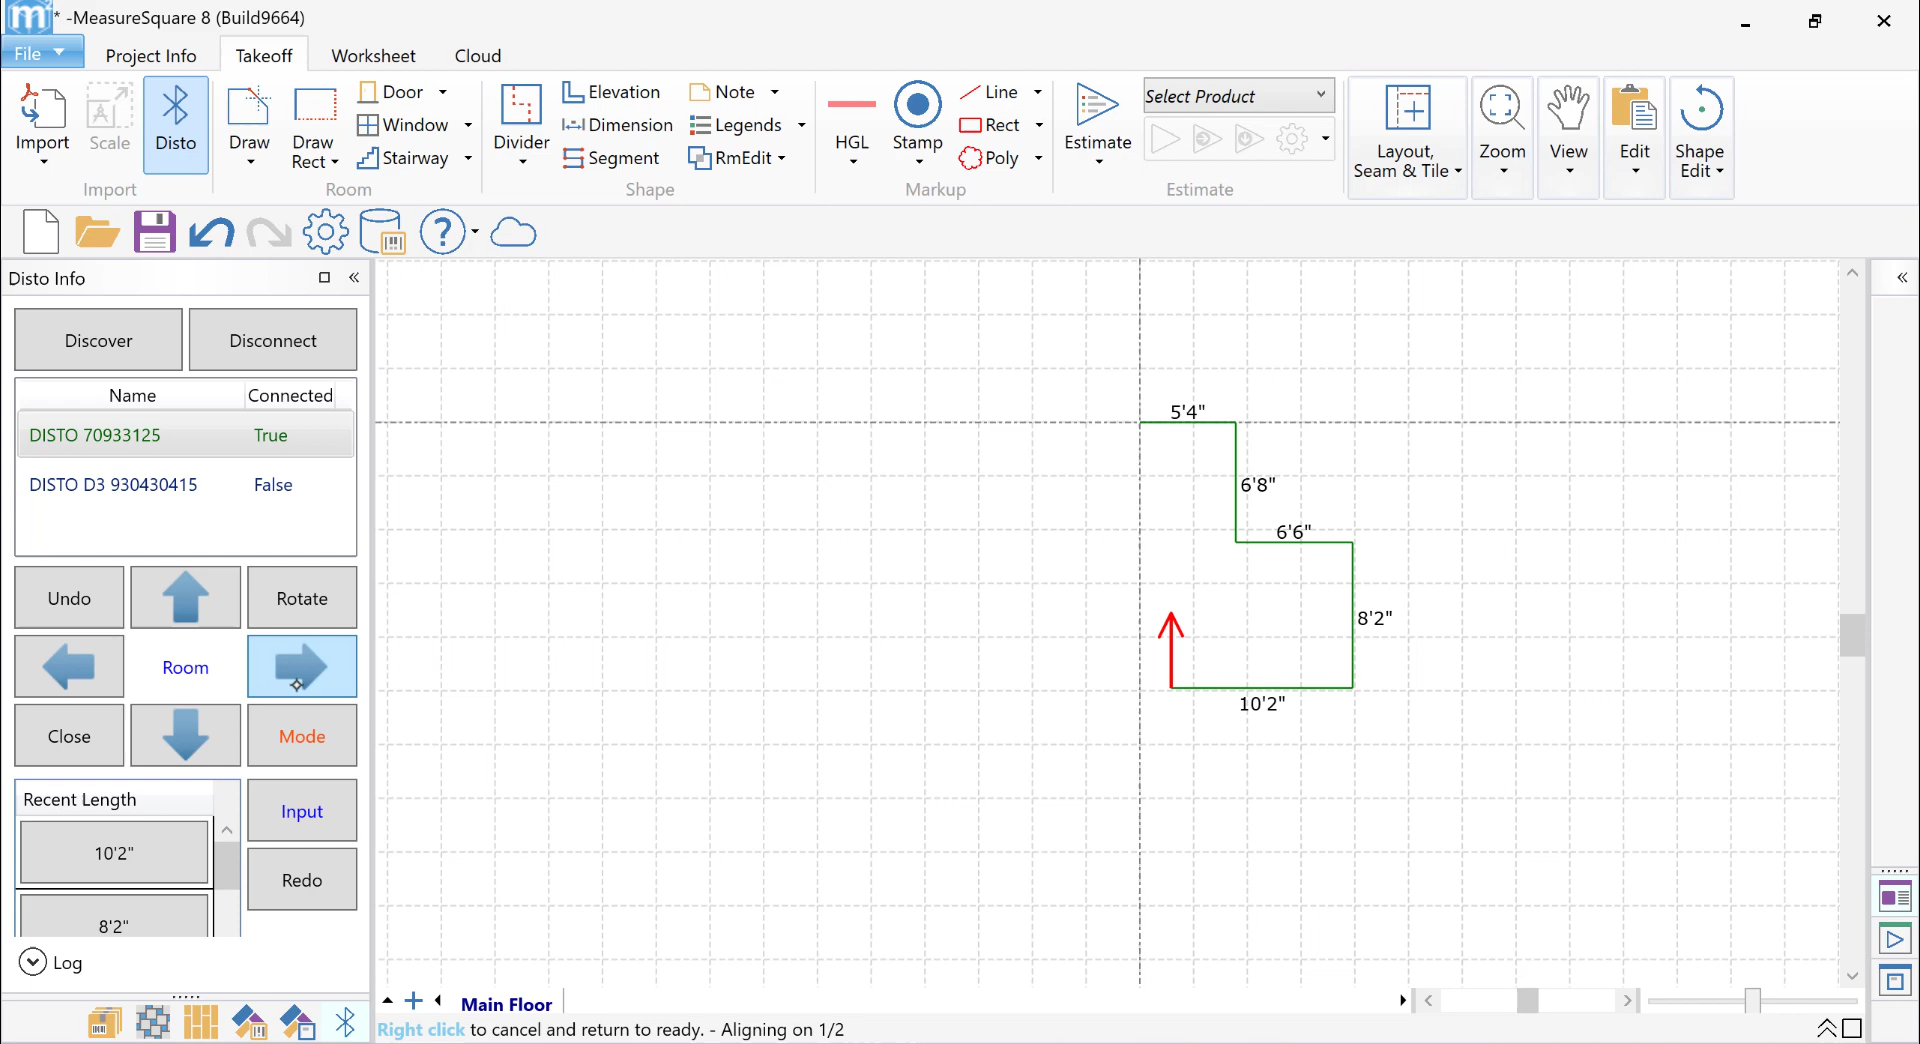 m² * -MeasureSquare 8 (Build9664)
File Project Info Takeoff Worksheet Cloud
Import Scale Disto
Import
Draw Draw Rect
Door
Window
Stairway
Room
Divider
Elevation
Dimension
Segment
Note
Legends
RmEdit
Shape
HGL Stamp
Line
Rect
Poly
Markup
Estimate
Select Product
Estimate
Layout,
Seam & Tile
Zoom
View
Edit
Shape
Edit
Disto Info
Discover Disconnect
Name Connected
DISTO 70933125 True
DISTO D3 930430415 False
Undo Rotate
Room
Close Mode
Recent Length
Input
10'2"
Redo
8'2"
Log
5'4"
6'8"
6'6"
8'2"
10'2"
Main Floor
Right click to cancel and return to ready. - Aligning on 1/2